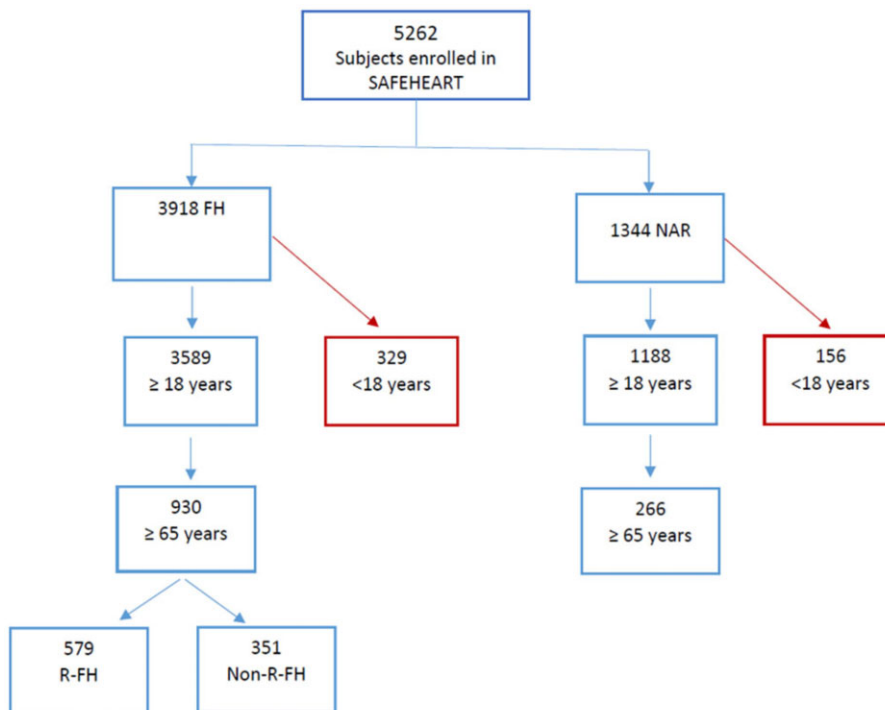 5262
Subjects enrolled in
SAFEHEART
3918 FH
1344 NAR
3589
≥ 18 years
329
<18 years
1188
≥ 18 years
156
<18 years
930
≥ 65 years
266
≥ 65 years
579
R-FH
351
Non-R-FH